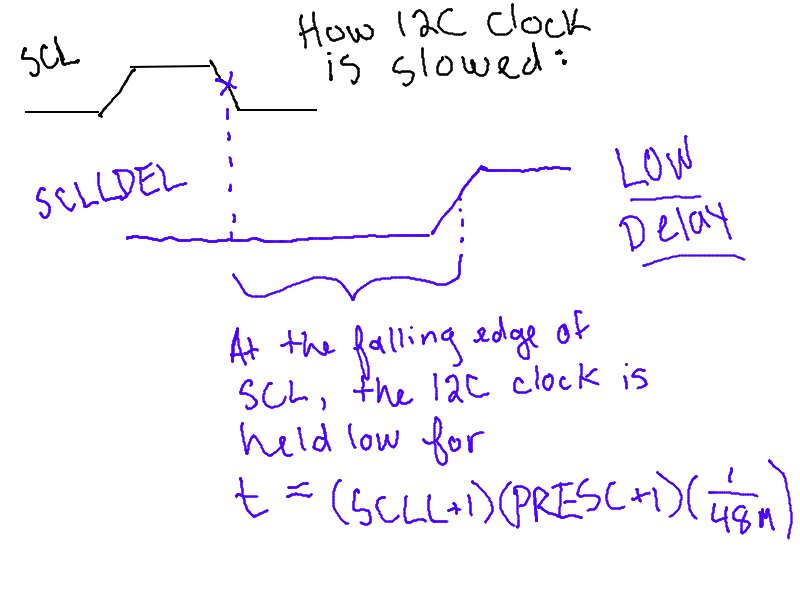 How I2C clock
is slowed:
SCL
SCLLDEL
LOW
Delay
At the falling edge of
SCL, the I2C clock is
held low for
t = (SCLL+1)(PRESC+1)(1/48M)